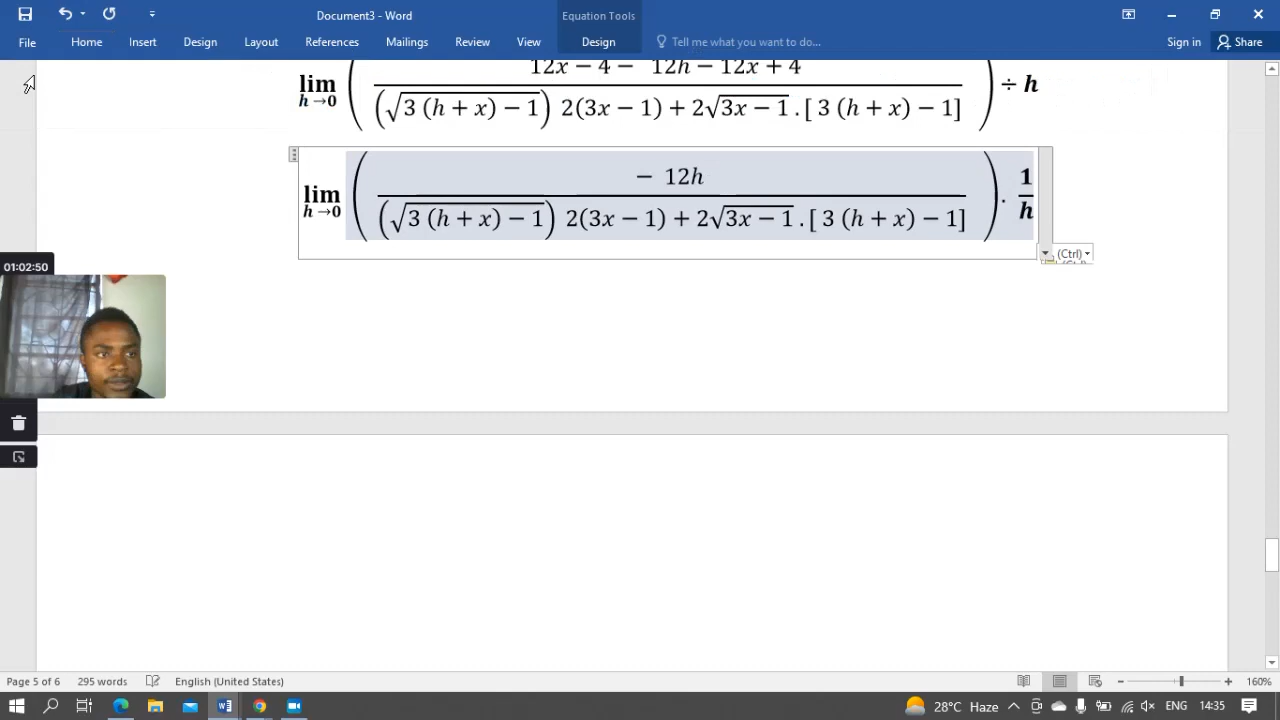 Document3 - Word
Equation Tools
File Home Insert Design Layout References Mailings Review View Design Tell me what you want to do... Sign in Share
12x − 4 − 12h − 12x + 4
lim h→0 ( (√3 (h + x) − 1) 2(3x − 1) + 2√3x − 1 . [ 3 (h + x) − 1] ) ÷ h
− 12h
lim h→0 ( (√3 (h + x) − 1) 2(3x − 1) + 2√3x − 1 . [ 3 (h + x) − 1] ) . 1/h
(Ctrl)
01:02:50
Page 5 of 6 295 words English (United States) 160%
28°C Haze ENG 14:35